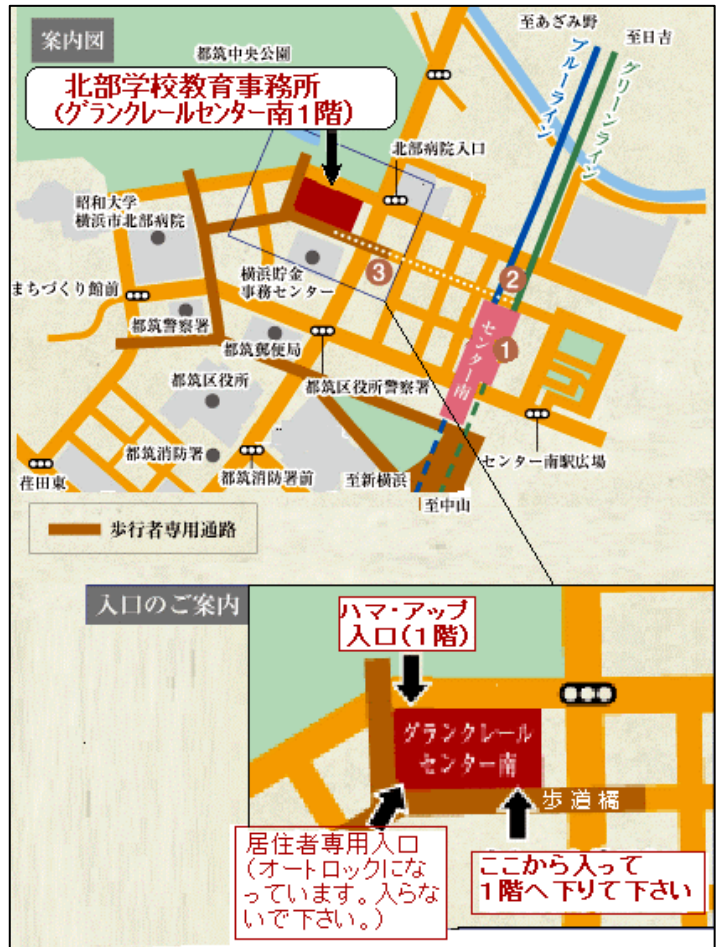 案内図
至あざみ野
至日吉
都筑中央公園
ブルーライン
グリーンライン
北部学校教育事務所
(グランクレールセンター南1階)
北部病院入口
昭和大学
横浜市北部病院
③
②
横浜貯金
事務センター
まちづくり館前
①
センター南
都筑警察署
都筑郵便局
都筑区役所
都筑区役所警察署
都筑消防署
センター南駅広場
荏田東
都筑消防署前
至新横浜
至中山
歩行者専用通路
入口のご案内
ハマ・アップ
入口(1階)
グランクレール
センター南
歩道橋
居住者専用入口
(オートロックにな
っています。入らな
いで下さい。)
ここから入って
1階へ下りて下さい